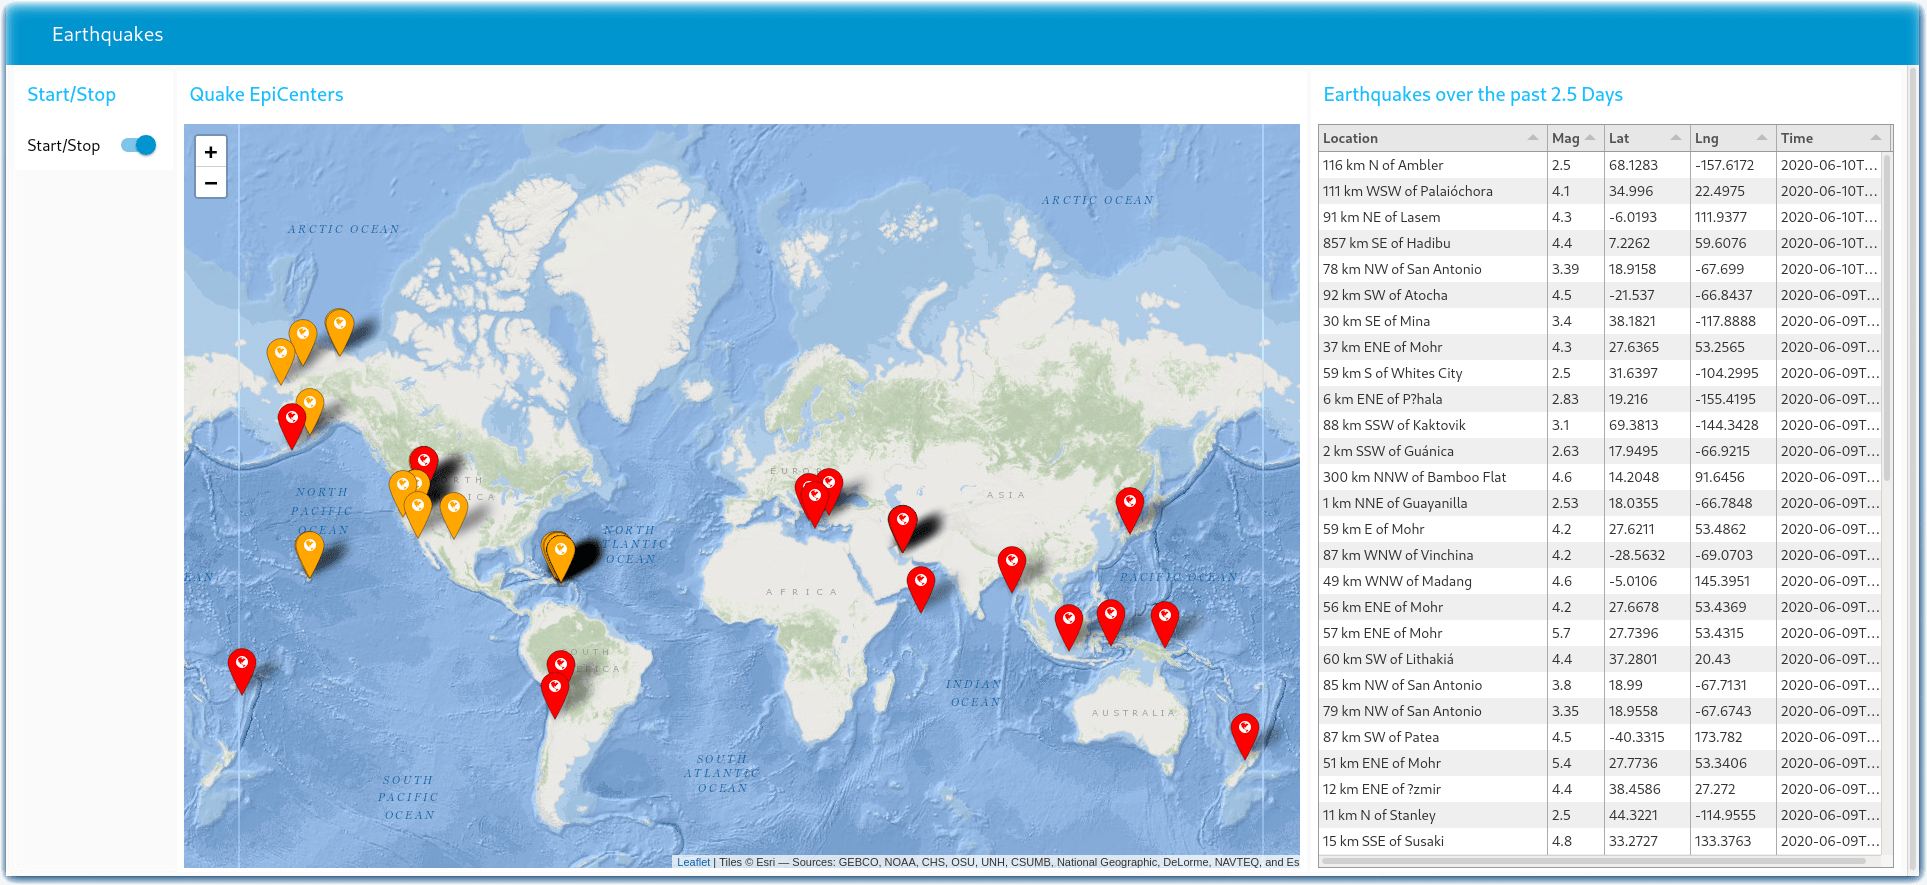 Earthquakes
Start/Stop
Start/Stop
Quake EpiCenters
+
−
ARCTIC OCEAN
ARCTIC OCEAN
NORTH
PACIFIC
OCEAN
NORTH
OCEAN
EUROP
ASIA
AFRICA
PACIFIC OCEAN
INDIAN
OCEAN
AUSTRALIA
SOUTH
PACIFIC
OCEAN
SOUTH
ATLANTIC
OCEAN
Leaflet | Tiles © Esri — Sources: GEBCO, NOAA, CHS, OSU, UNH, CSUMB, National Geographic, DeLorme, NAVTEQ, and Es
Earthquakes over the past 2.5 Days
Location Mag Lat Lng Time
116 km N of Ambler 2.5 68.1283 -157.6172 2020-06-10T...
111 km WSW of Palaióchora 4.1 34.996 22.4975 2020-06-10T...
91 km NE of Lasem 4.3 -6.0193 111.9377 2020-06-10T...
857 km SE of Hadibu 4.4 7.2262 59.6076 2020-06-10T...
78 km NW of San Antonio 3.39 18.9158 -67.699 2020-06-10T...
92 km SW of Atocha 4.5 -21.537 -66.8437 2020-06-09T...
30 km SE of Mina 3.4 38.1821 -117.8888 2020-06-09T...
37 km ENE of Mohr 4.3 27.6365 53.2565 2020-06-09T...
59 km S of Whites City 2.5 31.6397 -104.2995 2020-06-09T...
6 km ENE of P?hala 2.83 19.216 -155.4195 2020-06-09T...
88 km SSW of Kaktovik 3.1 69.3813 -144.3428 2020-06-09T...
2 km SSW of Guánica 2.63 17.9495 -66.9215 2020-06-09T...
300 km NNW of Bamboo Flat 4.6 14.2048 91.6456 2020-06-09T...
1 km NNE of Guayanilla 2.53 18.0355 -66.7848 2020-06-09T...
59 km E of Mohr 4.2 27.6211 53.4862 2020-06-09T...
87 km WNW of Vinchina 4.2 -28.5632 -69.0703 2020-06-09T...
49 km WNW of Madang 4.6 -5.0106 145.3951 2020-06-09T...
56 km ENE of Mohr 4.2 27.6678 53.4369 2020-06-09T...
57 km ENE of Mohr 5.7 27.7396 53.4315 2020-06-09T...
60 km SW of Lithakiá 4.4 37.2801 20.43 2020-06-09T...
85 km NW of San Antonio 3.8 18.99 -67.7131 2020-06-09T...
79 km NW of San Antonio 3.35 18.9558 -67.6743 2020-06-09T...
87 km SW of Patea 4.5 -40.3315 173.782 2020-06-09T...
51 km ENE of Mohr 5.4 27.7736 53.3406 2020-06-09T...
12 km ENE of ?zmir 4.4 38.4586 27.272 2020-06-09T...
11 km N of Stanley 2.5 44.3221 -114.9555 2020-06-09T...
15 km SSE of Susaki 4.8 33.2727 133.3763 2020-06-09T...